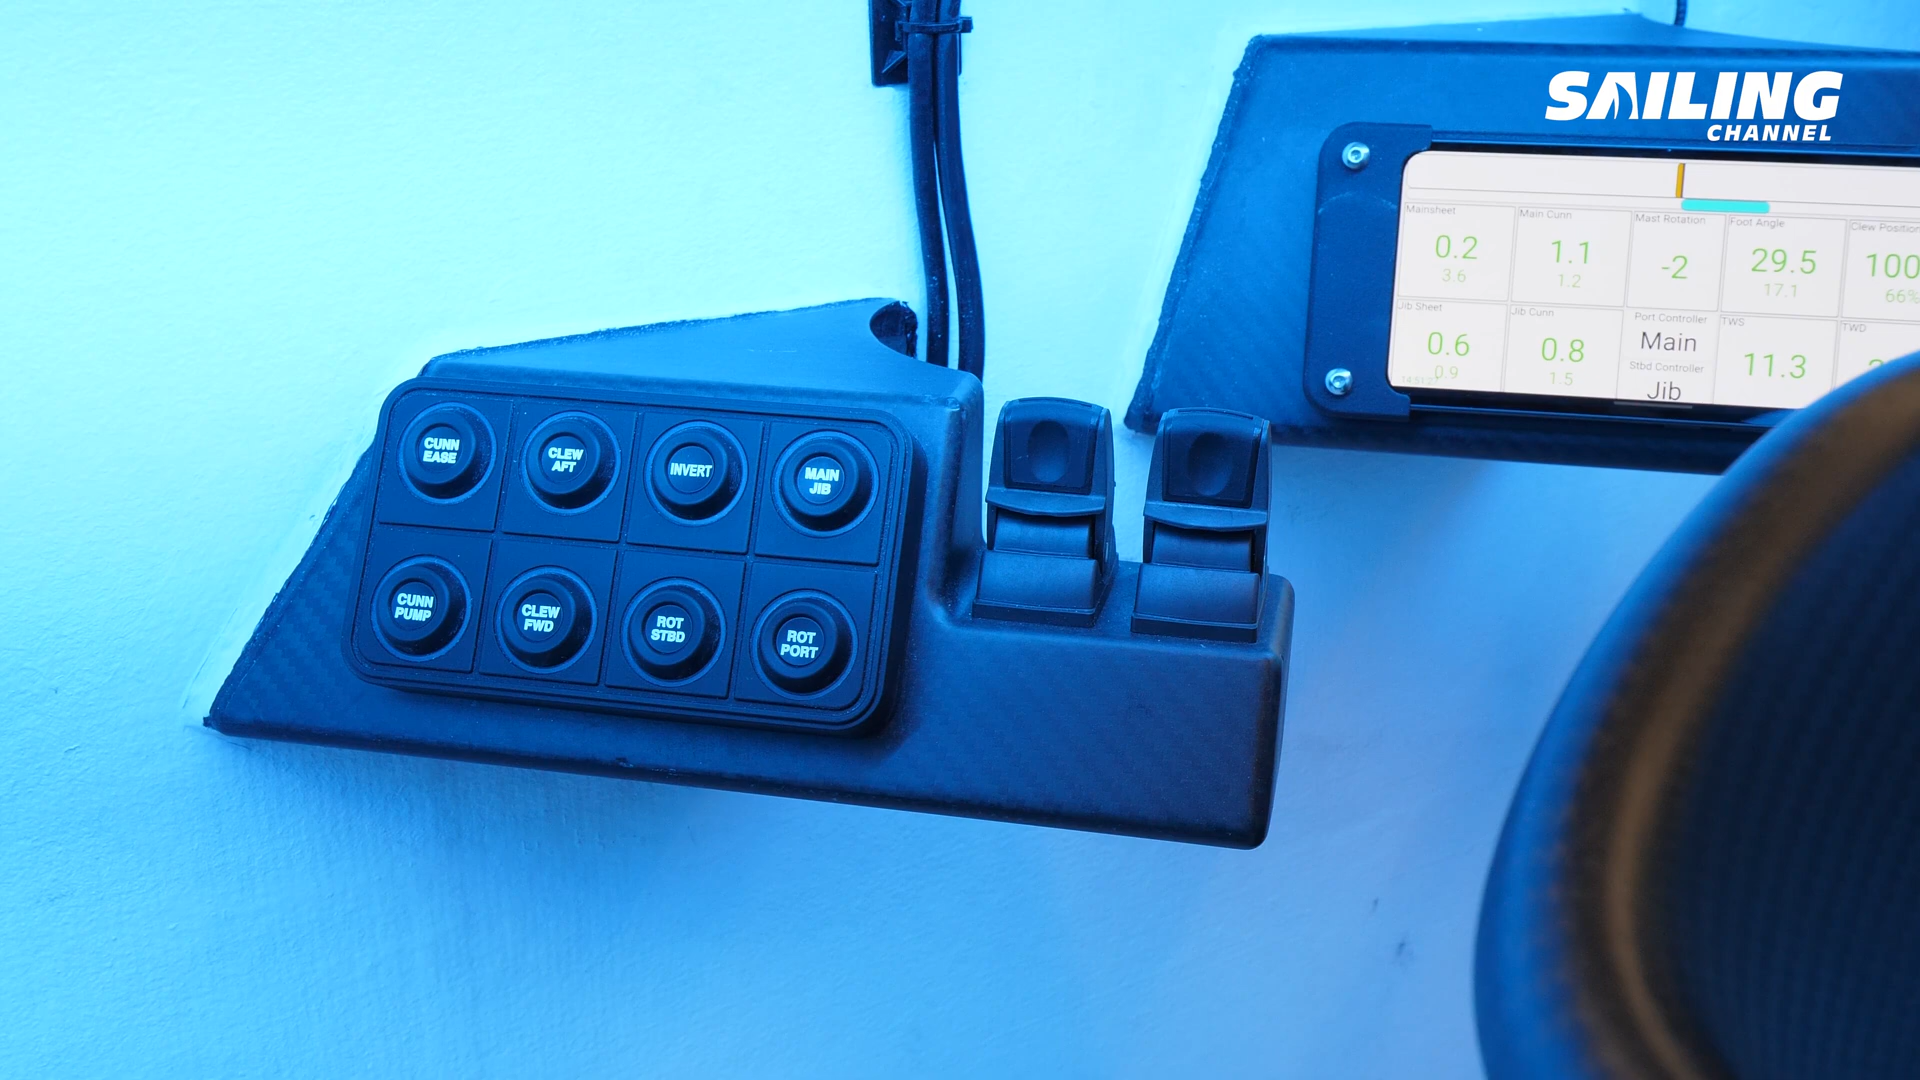 SAILING
CHANNEL
Mainsheet
0.2
3.6
Main Cunn
1.1
1.2
Mast Rotation
-2
Foot Angle
29.5
17.1
Clew Position
100
66%
Jib Sheet
0.6
0.9
Jib Cunn
0.8
1.5
Port Controller
Main
Stbd Controller
Jib
TWS
11.3
TWD
CUNN
EASE
CLEW
AFT
INVERT
MAIN
JIB
CUNN
PUMP
CLEW
FWD
ROT
STBD
ROT
PORT